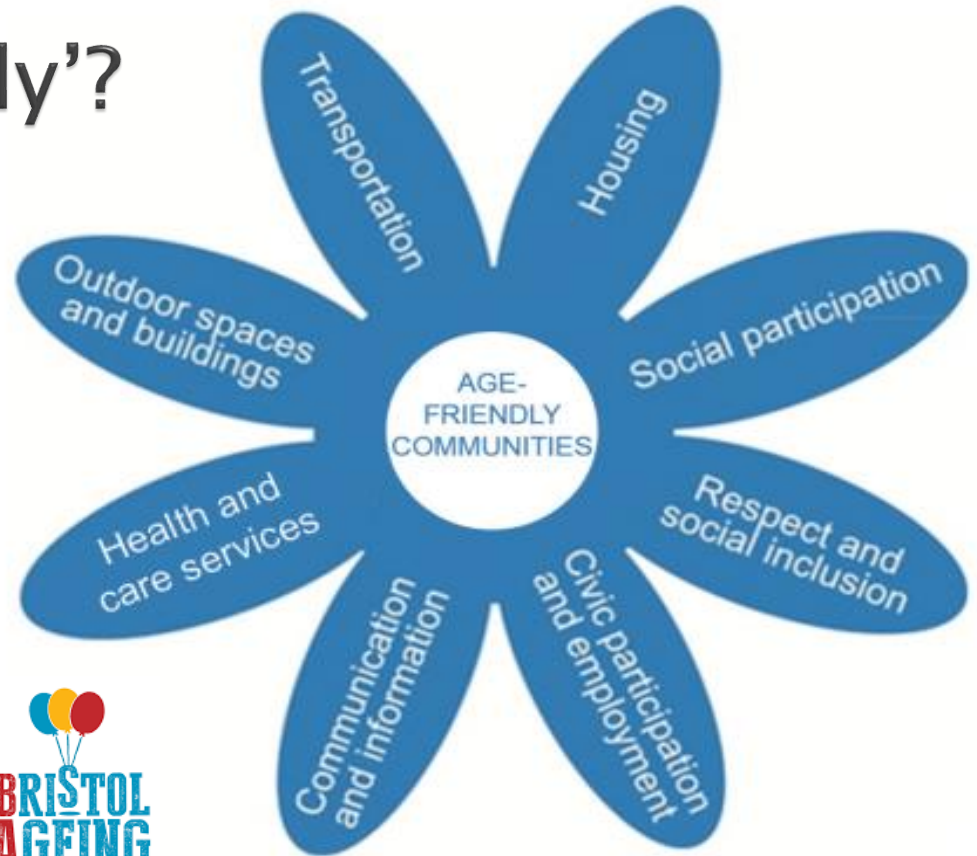 ly’?
Transportation
Housing
Outdoor spaces
and buildings
Social participation
AGE-
FRIENDLY
COMMUNITIES
Health and
care services
Respect and
social inclusion
Communication
and information
Civic participation
and employment
BRISTOL
AGEING